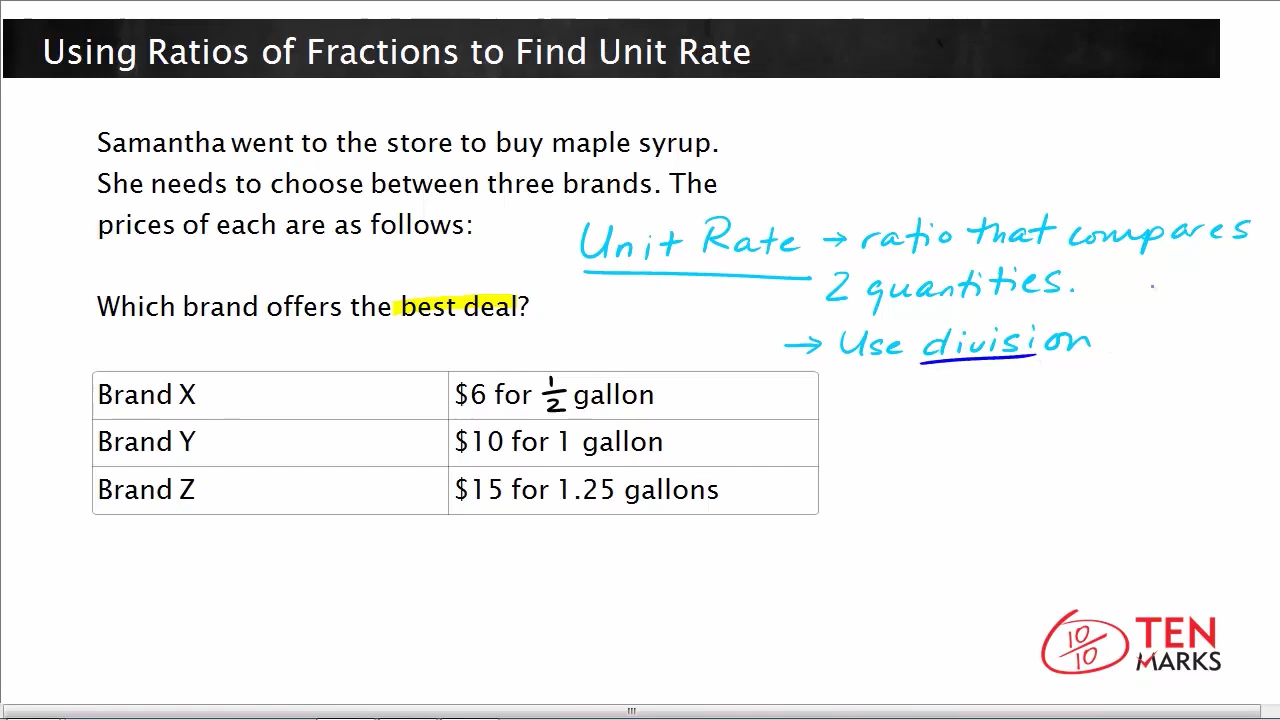 Using Ratios of Fractions to Find Unit Rate
Samantha went to the store to buy maple syrup.
She needs to choose between three brands. The
prices of each are as follows:
Unit Rate → ratio that compares
2 quantities.
Which brand offers the best deal?
→ Use division
Brand X $6 for 1/2 gallon
Brand Y $10 for 1 gallon
Brand Z $15 for 1.25 gallons
10/10 TEN
MARKS